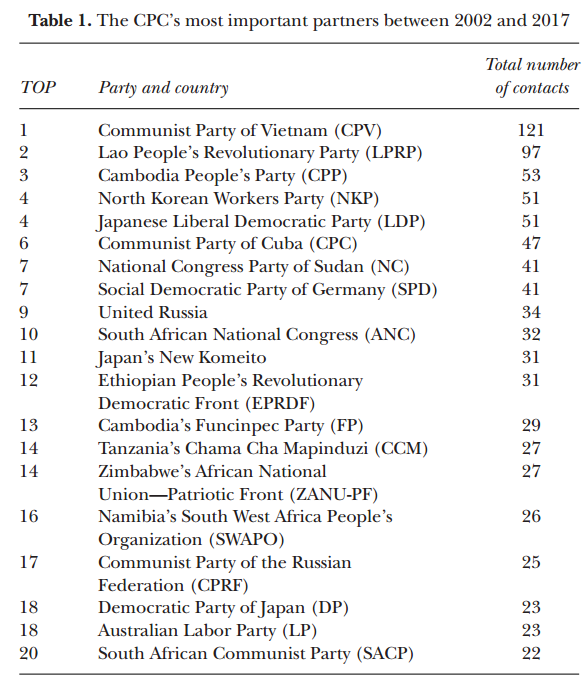 Table 1. The CPC’s most important partners between 2002 and 2017
Total number
TOP Party and country of contacts
1 Communist Party of Vietnam (CPV) 121
2 Lao People’s Revolutionary Party (LPRP) 97
3 Cambodia People’s Party (CPP) 53
4 North Korean Workers Party (NKP) 51
4 Japanese Liberal Democratic Party (LDP) 51
6 Communist Party of Cuba (CPC) 47
7 National Congress Party of Sudan (NC) 41
7 Social Democratic Party of Germany (SPD) 41
9 United Russia 34
10 South African National Congress (ANC) 32
11 Japan’s New Komeito 31
12 Ethiopian People’s Revolutionary 31
Democratic Front (EPRDF)
13 Cambodia’s Funcinpec Party (FP) 29
14 Tanzania’s Chama Cha Mapinduzi (CCM) 27
14 Zimbabwe’s African National 27
Union—Patriotic Front (ZANU-PF)
16 Namibia’s South West Africa People’s 26
Organization (SWAPO)
17 Communist Party of the Russian 25
Federation (CPRF)
18 Democratic Party of Japan (DP) 23
18 Australian Labor Party (LP) 23
20 South African Communist Party (SACP) 22